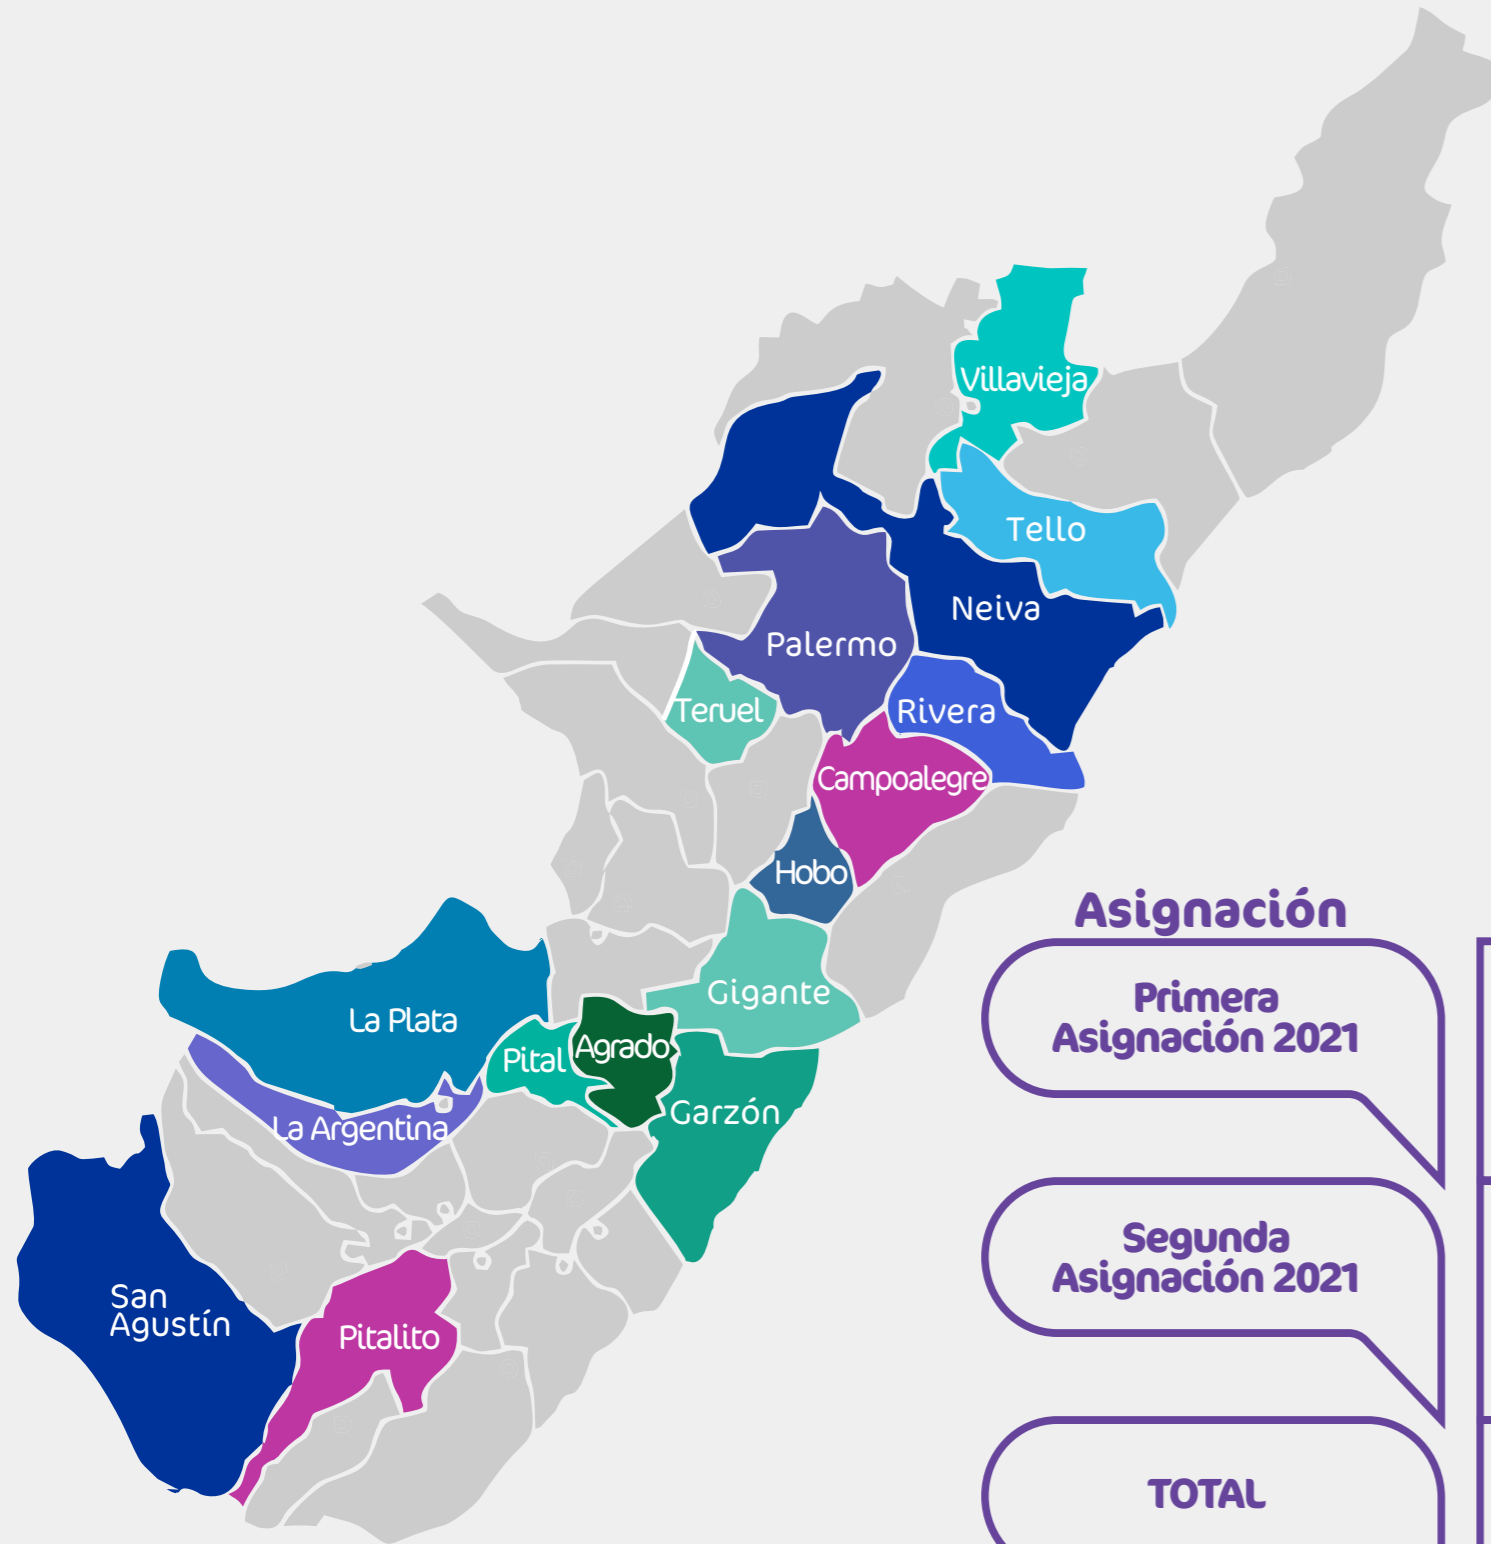 Villavieja
Tello
Neiva
Palermo
Teruel
Rivera
Campoalegre
Hobo
Gigante
La Plata
Pital
Agrado
Garzón
La Argentina
San
Agustín
Pitalito
Asignación
Primera
Asignación 2021
Segunda
Asignación 2021
TOTAL